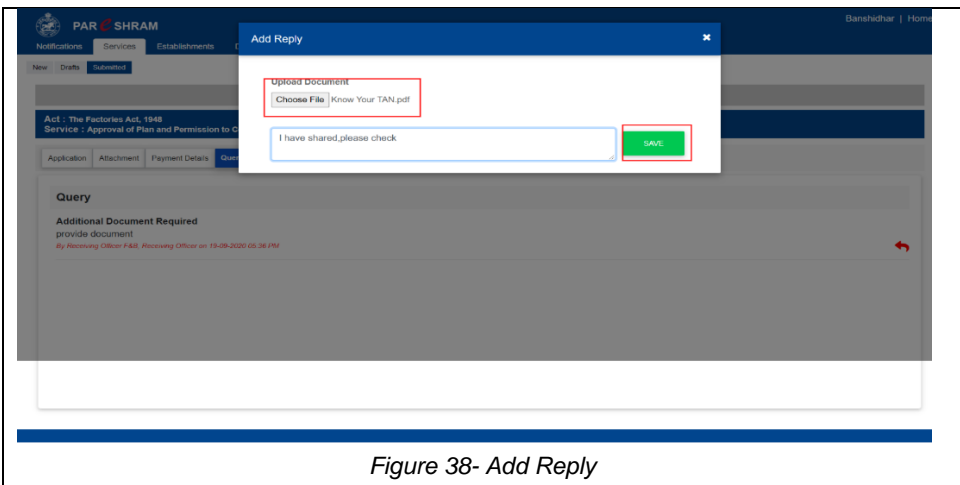 PAR e SHRAM
Banshidhar | Home
Notifications Services Establishments
New Drafts Submitted
Add Reply ×
Upload Document
Choose File Know Your TAN.pdf
I have shared,please check
SAVE
Act : The Factories Act, 1948
Service : Approval of Plan and Permission to
Application Attachment Payment Details
Query
Additional Document Required
provide document
By Receiving Officer F&B, Receiving Officer on 19-09-2020 05:36 PM
Figure 38- Add Reply